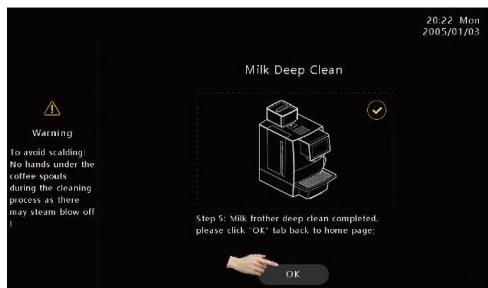 20:22 Mon
2005/01/03
Milk Deep Clean
Warning
To avoid scalding!
No hands under the
coffee spouts
during the cleaning
process as there
may steam blow off
!
Step 5: Milk frother deep clean completed,
please click "OK" tab back to home page;
OK